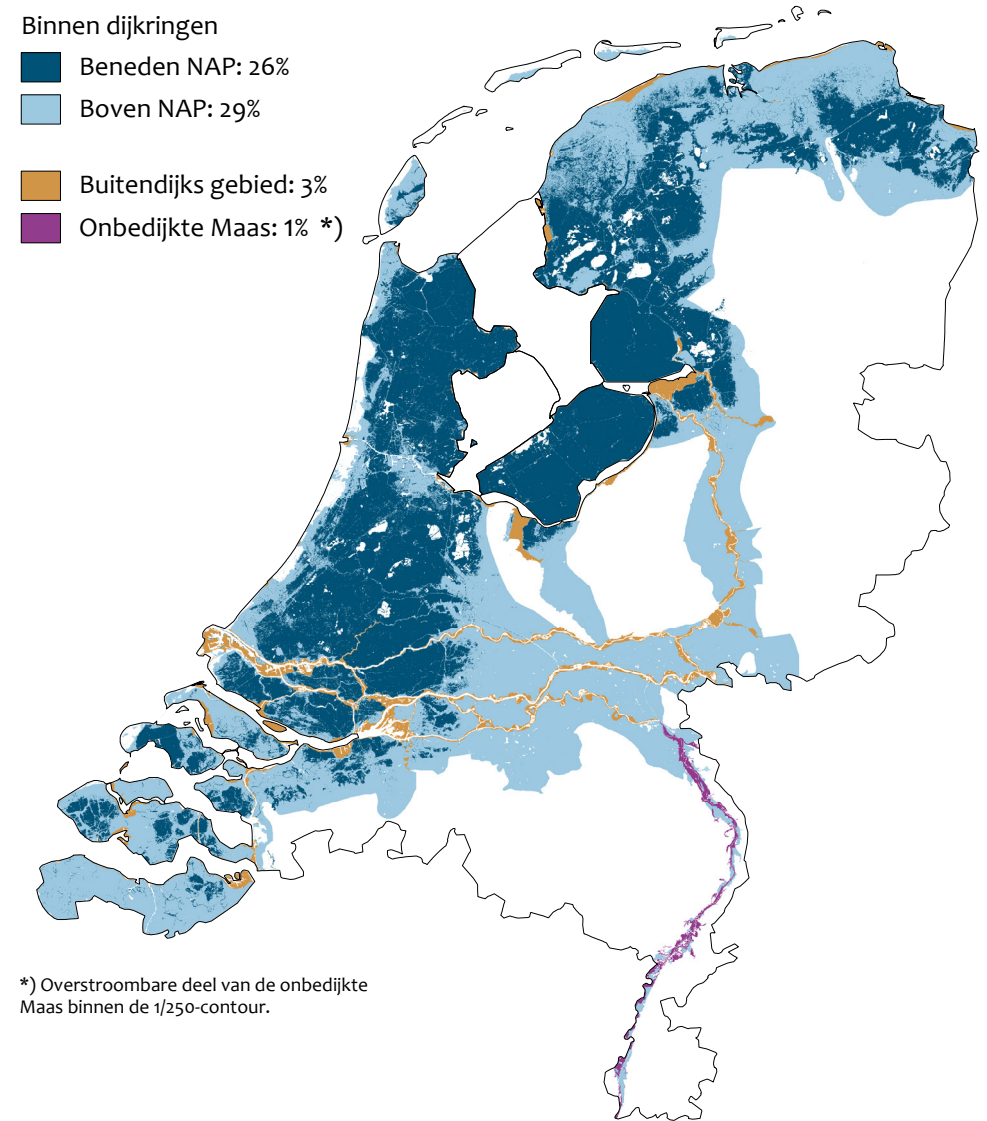 Binnen dijkringen
Beneden NAP: 26%
Boven NAP: 29%
Buitendijks gebied: 3%
Onbedijkte Maas: 1% *)
*) Overstroombare deel van de onbedijkte
Maas binnen de 1/250-contour.